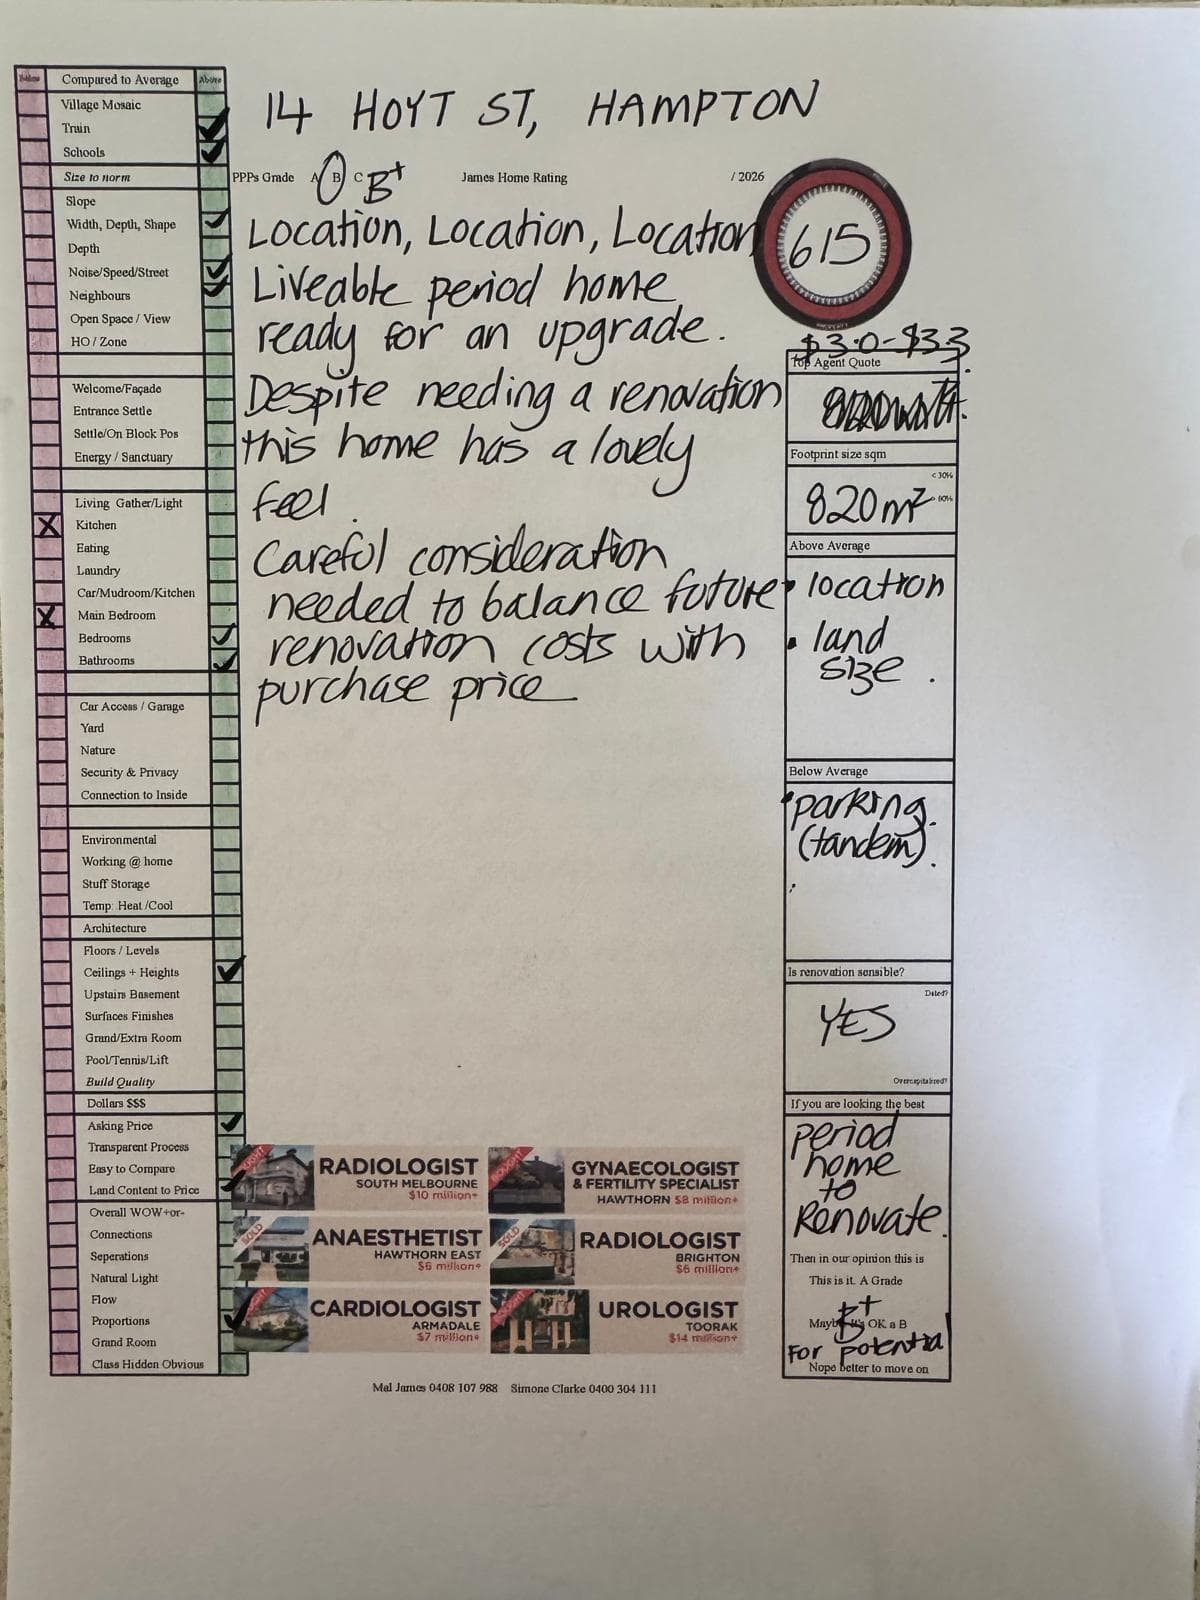 Below Compared to Average Above
Village Mosaic
Train
Schools
Size to norm
Slope
Width, Depth, Shape
Depth
Noise/Speed/Street
Neighbours
Open Space / View
HO / Zone
Welcome/Façade
Entrance Settle
Settle/On Block Pos
Energy / Sanctuary
Living Gather/Light
X Kitchen
Eating
Laundry
Car/Mudroom/Kitchen
X Main Bedroom
Bedrooms
Bathrooms
Car Access / Garage
Yard
Nature
Security & Privacy
Connection to Inside
Environmental
Working @ home
Stuff Storage
Temp: Heat /Cool
Architecture
Floors / Levels
Ceilings + Heights
Upstairs Basement
Surfaces Finishes
Grand/Extra Room
Pool/Tennis/Lift
Build Quality
Dollars $$$
Asking Price
Transparent Process
Easy to Compare
Land Content to Price
Overall WOW+or-
Connections
Seperations
Natural Light
Flow
Proportions
Grand Room
Class Hidden Obvious
14 HOYT ST, HAMPTON
PPPs Grade A B C B+ James Home Rating / 2026
615
Location, Location, Location
Liveable period home
ready for an upgrade.
Despite needing a renovation
this home has a lovely
feel.
Careful consideration
needed to balance future
renovation costs with
purchase price
$3.0-$3.3
Top Agent Quote
Footprint size sqm
< 30%
820m²
60%
Above Average
• location
• land
size.
Below Average
• parking.
(tandem).
Is renovation sensible?
Dated?
YES
Overcapitalised?
If you are looking the best
period
home
to
Renovate.
Then in our opinion this is
This is it. A Grade
B+
Maybe It's OK a B
For potential
Nope better to move on
BOUGHT
RADIOLOGIST
SOUTH MELBOURNE
$10 million+
BOUGHT
GYNAECOLOGIST
& FERTILITY SPECIALIST
HAWTHORN $8 million+
SOLD
ANAESTHETIST
HAWTHORN EAST
$6 million+
SOLD
RADIOLOGIST
BRIGHTON
$6 million+
BOUGHT
CARDIOLOGIST
ARMADALE
$7 million+
BOUGHT
UROLOGIST
TOORAK
$14 million+
Mal James 0408 107 988 Simone Clarke 0400 304 111